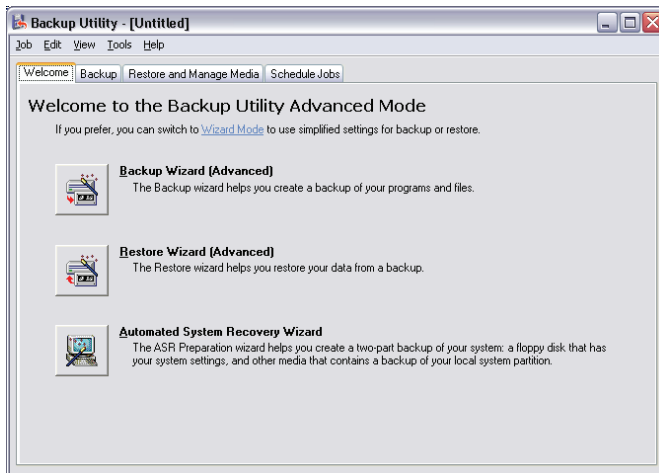 Backup Utility - [Untitled]
Job Edit View Tools Help
Welcome Backup Restore and Manage Media Schedule Jobs
Welcome to the Backup Utility Advanced Mode
If you prefer, you can switch to Wizard Mode to use simplified settings for backup or restore.
Backup Wizard (Advanced)
The Backup wizard helps you create a backup of your programs and files.
Restore Wizard (Advanced)
The Restore wizard helps you restore your data from a backup.
Automated System Recovery Wizard
The ASR Preparation wizard helps you create a two-part backup of your system: a floppy disk that has
your system settings, and other media that contains a backup of your local system partition.